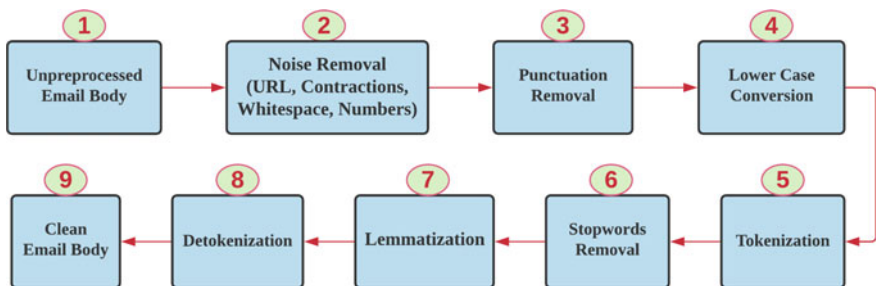 1
Unpreprocessed
Email Body
2
Noise Removal
(URL, Contractions,
Whitespace, Numbers)
3
Punctuation
Removal
4
Lower Case
Conversion
5
Tokenization
6
Stopwords
Removal
7
Lemmatization
8
Detokenization
9
Clean
Email Body